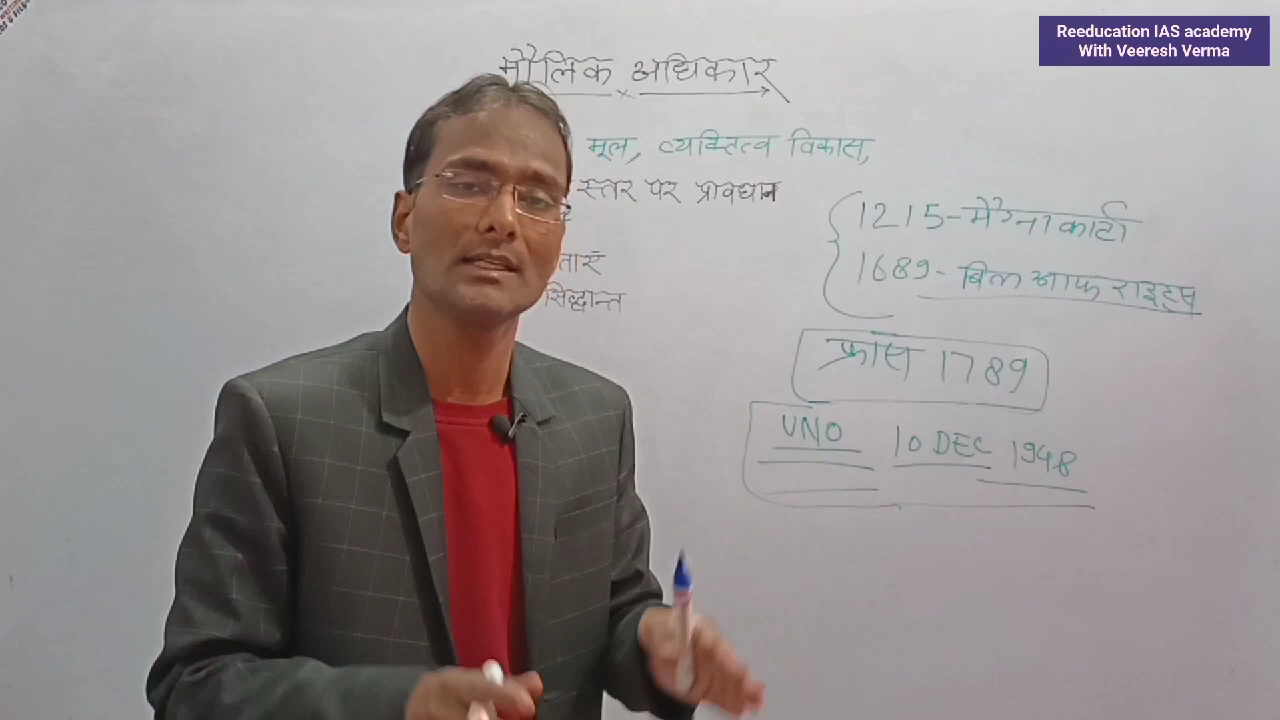 Reeducation IAS academy
With Veeresh Verma
मौलिक अधिकार
मूल, व्यक्तित्व विकास,
स्तर पर प्रावधान
ताएं
सिद्धान्त
1215-मैग्ना कार्टा
1689- बिल आफ राइट्स
फ्रांस 1789
UNO 10 DEC 1948